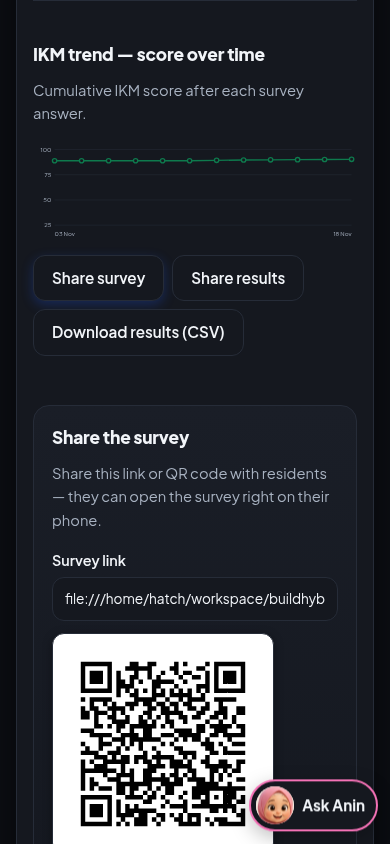 IKM trend — score over time
Cumulative IKM score after each survey
answer.
100
75
50
25
03 Nov
18 Nov
Share survey
Share results
Download results (CSV)
Share the survey
Share this link or QR code with residents
— they can open the survey right on their
phone.
Survey link
file:///home/hatch/workspace/buildhyb
Ask Anin